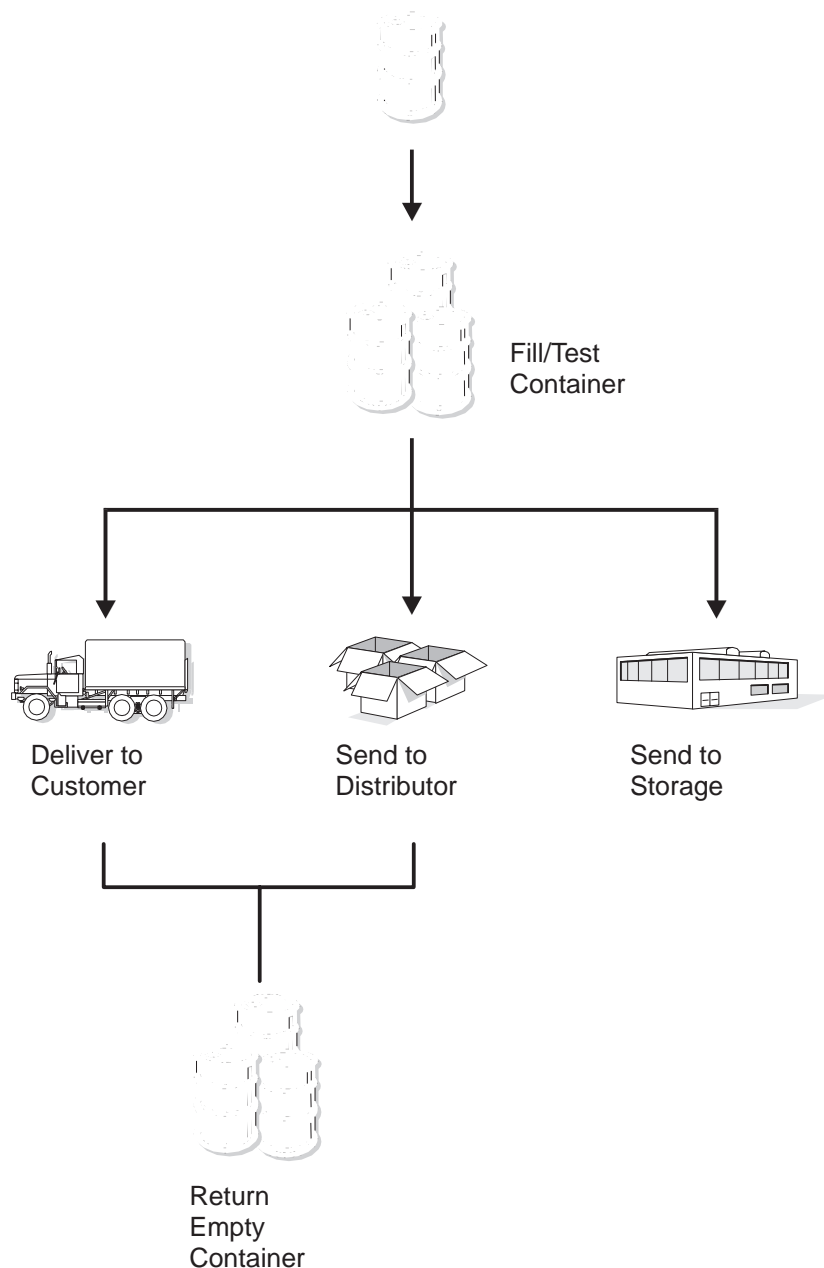 Fill/Test
Container
Deliver to
Customer
Send to
Distributor
Send to
Storage
Return
Empty
Container